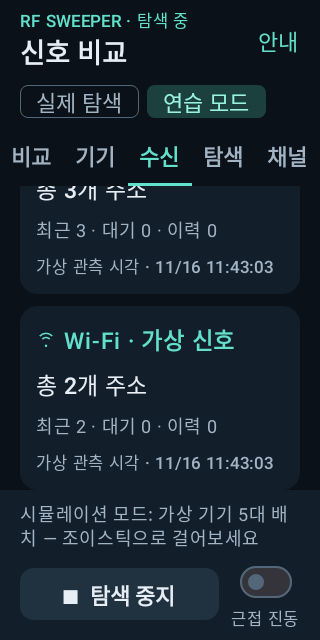 RF SWEEPER · 탐색 중
신호 비교
안내
실제 탐색
연습 모드
비교 기기 수신 탐색 채널
총 3개 주소
최근 3 · 대기 0 · 이력 0
가상 관측 시각 · 11/16 11:43:03
Wi-Fi · 가상 신호
총 2개 주소
최근 2 · 대기 0 · 이력 0
가상 관측 시각 · 11/16 11:43:03
시뮬레이션 모드: 가상 기기 5대 배
치 — 조이스틱으로 걸어보세요
탐색 중지
근접 진동